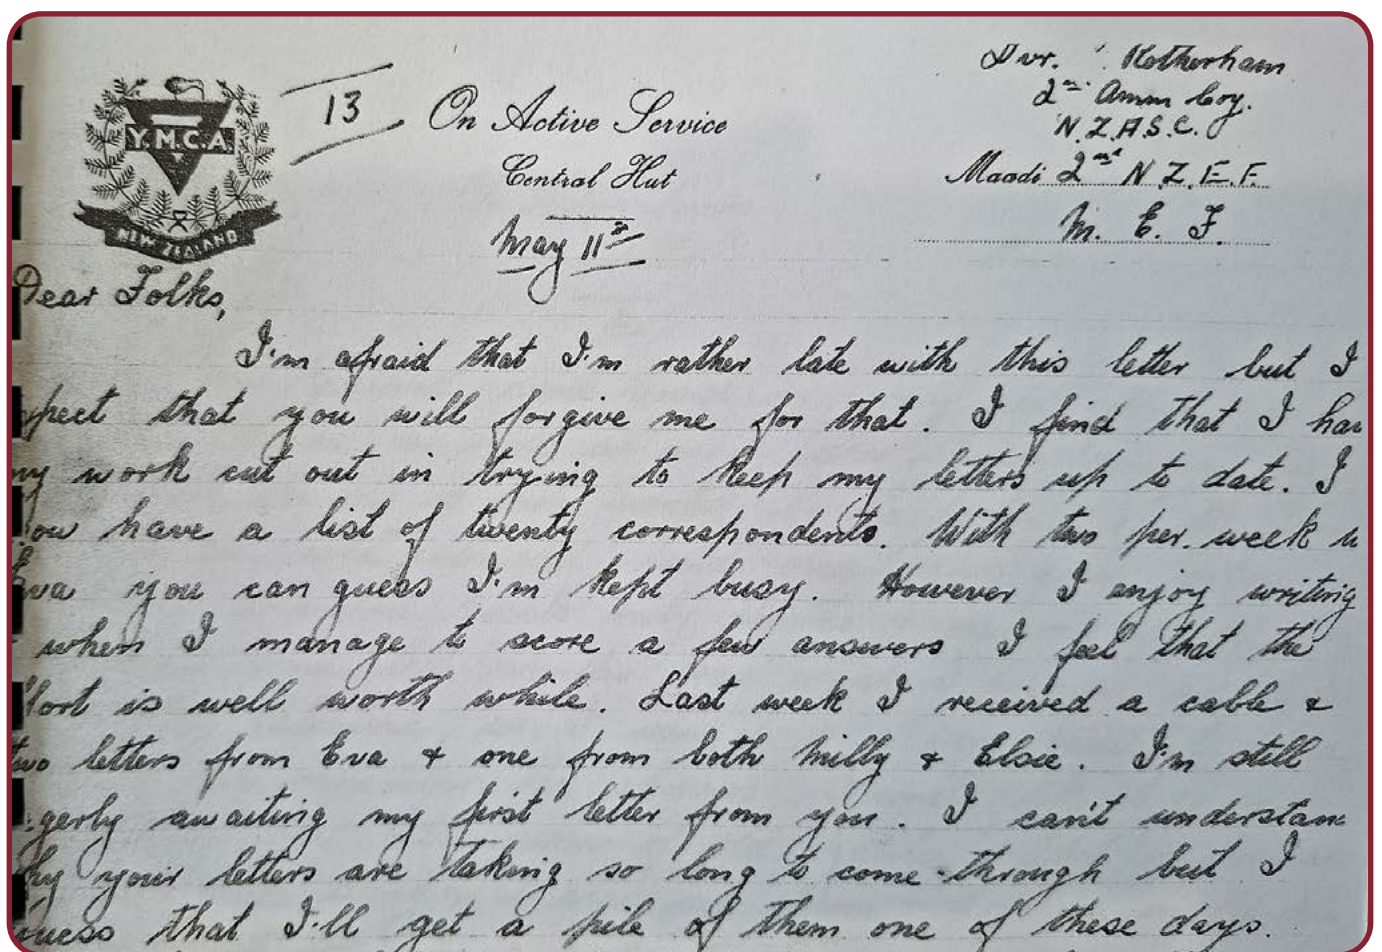 Dvr. Rotherham
2nd Amm Coy.
N.Z.A.S.C.
Maadi 2nd N.Z.E.F.
M. E. F.
Y.M.C.A.
NEW ZEALAND
13
On Active Service
Central Hut
May 11th
Dear Folks,
I'm afraid that I'm rather late with this letter but I
pect that you will forgive me for that. I find that I hav
my work cut out in trying to keep my letters up to date. I
ow have a list of twenty correspondents. With two per. week
Eva you can guess I'm kept busy. However I enjoy writing
when I manage to score a few answers I feel that the
fort is well worth while. Last week I received a cable &
two letters from Eva & one from both Milly & Elsie. I'm still
gerly awaiting my first letter from you. I can't understan
hy your letters are taking so long to come through but I
guess that I'll get a pile of them one of these days.